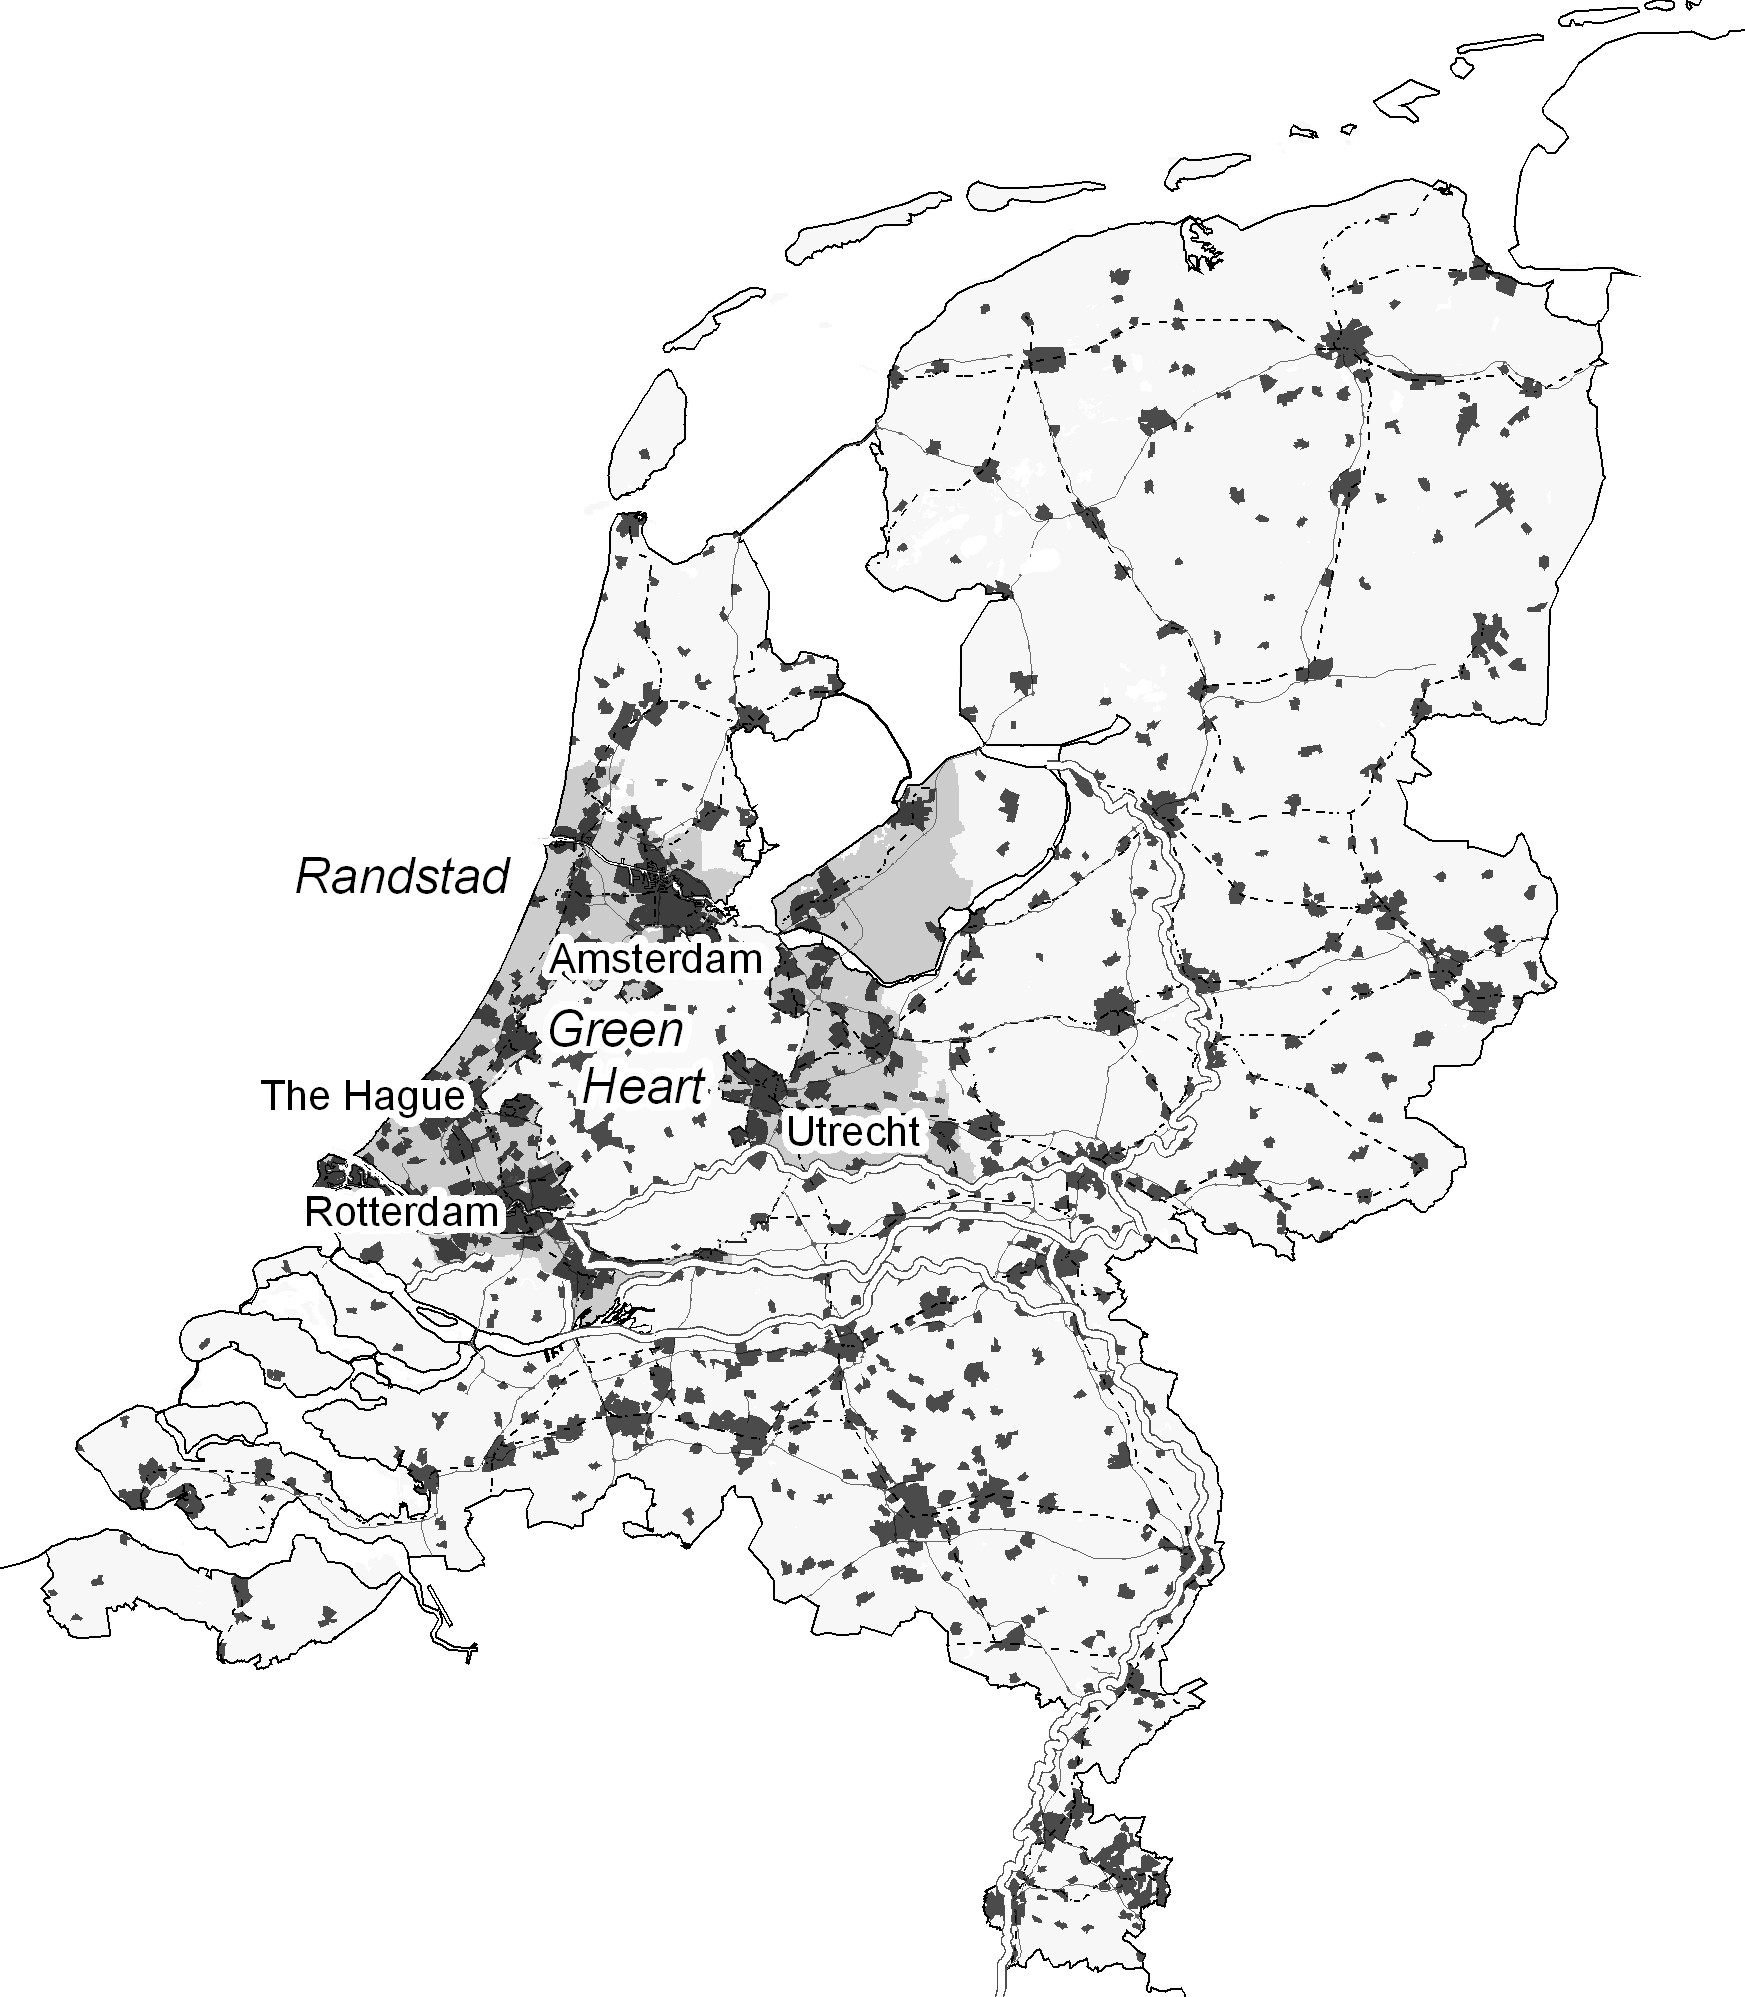 Randstad
Amsterdam
Green
Heart
The Hague
Utrecht
Rotterdam